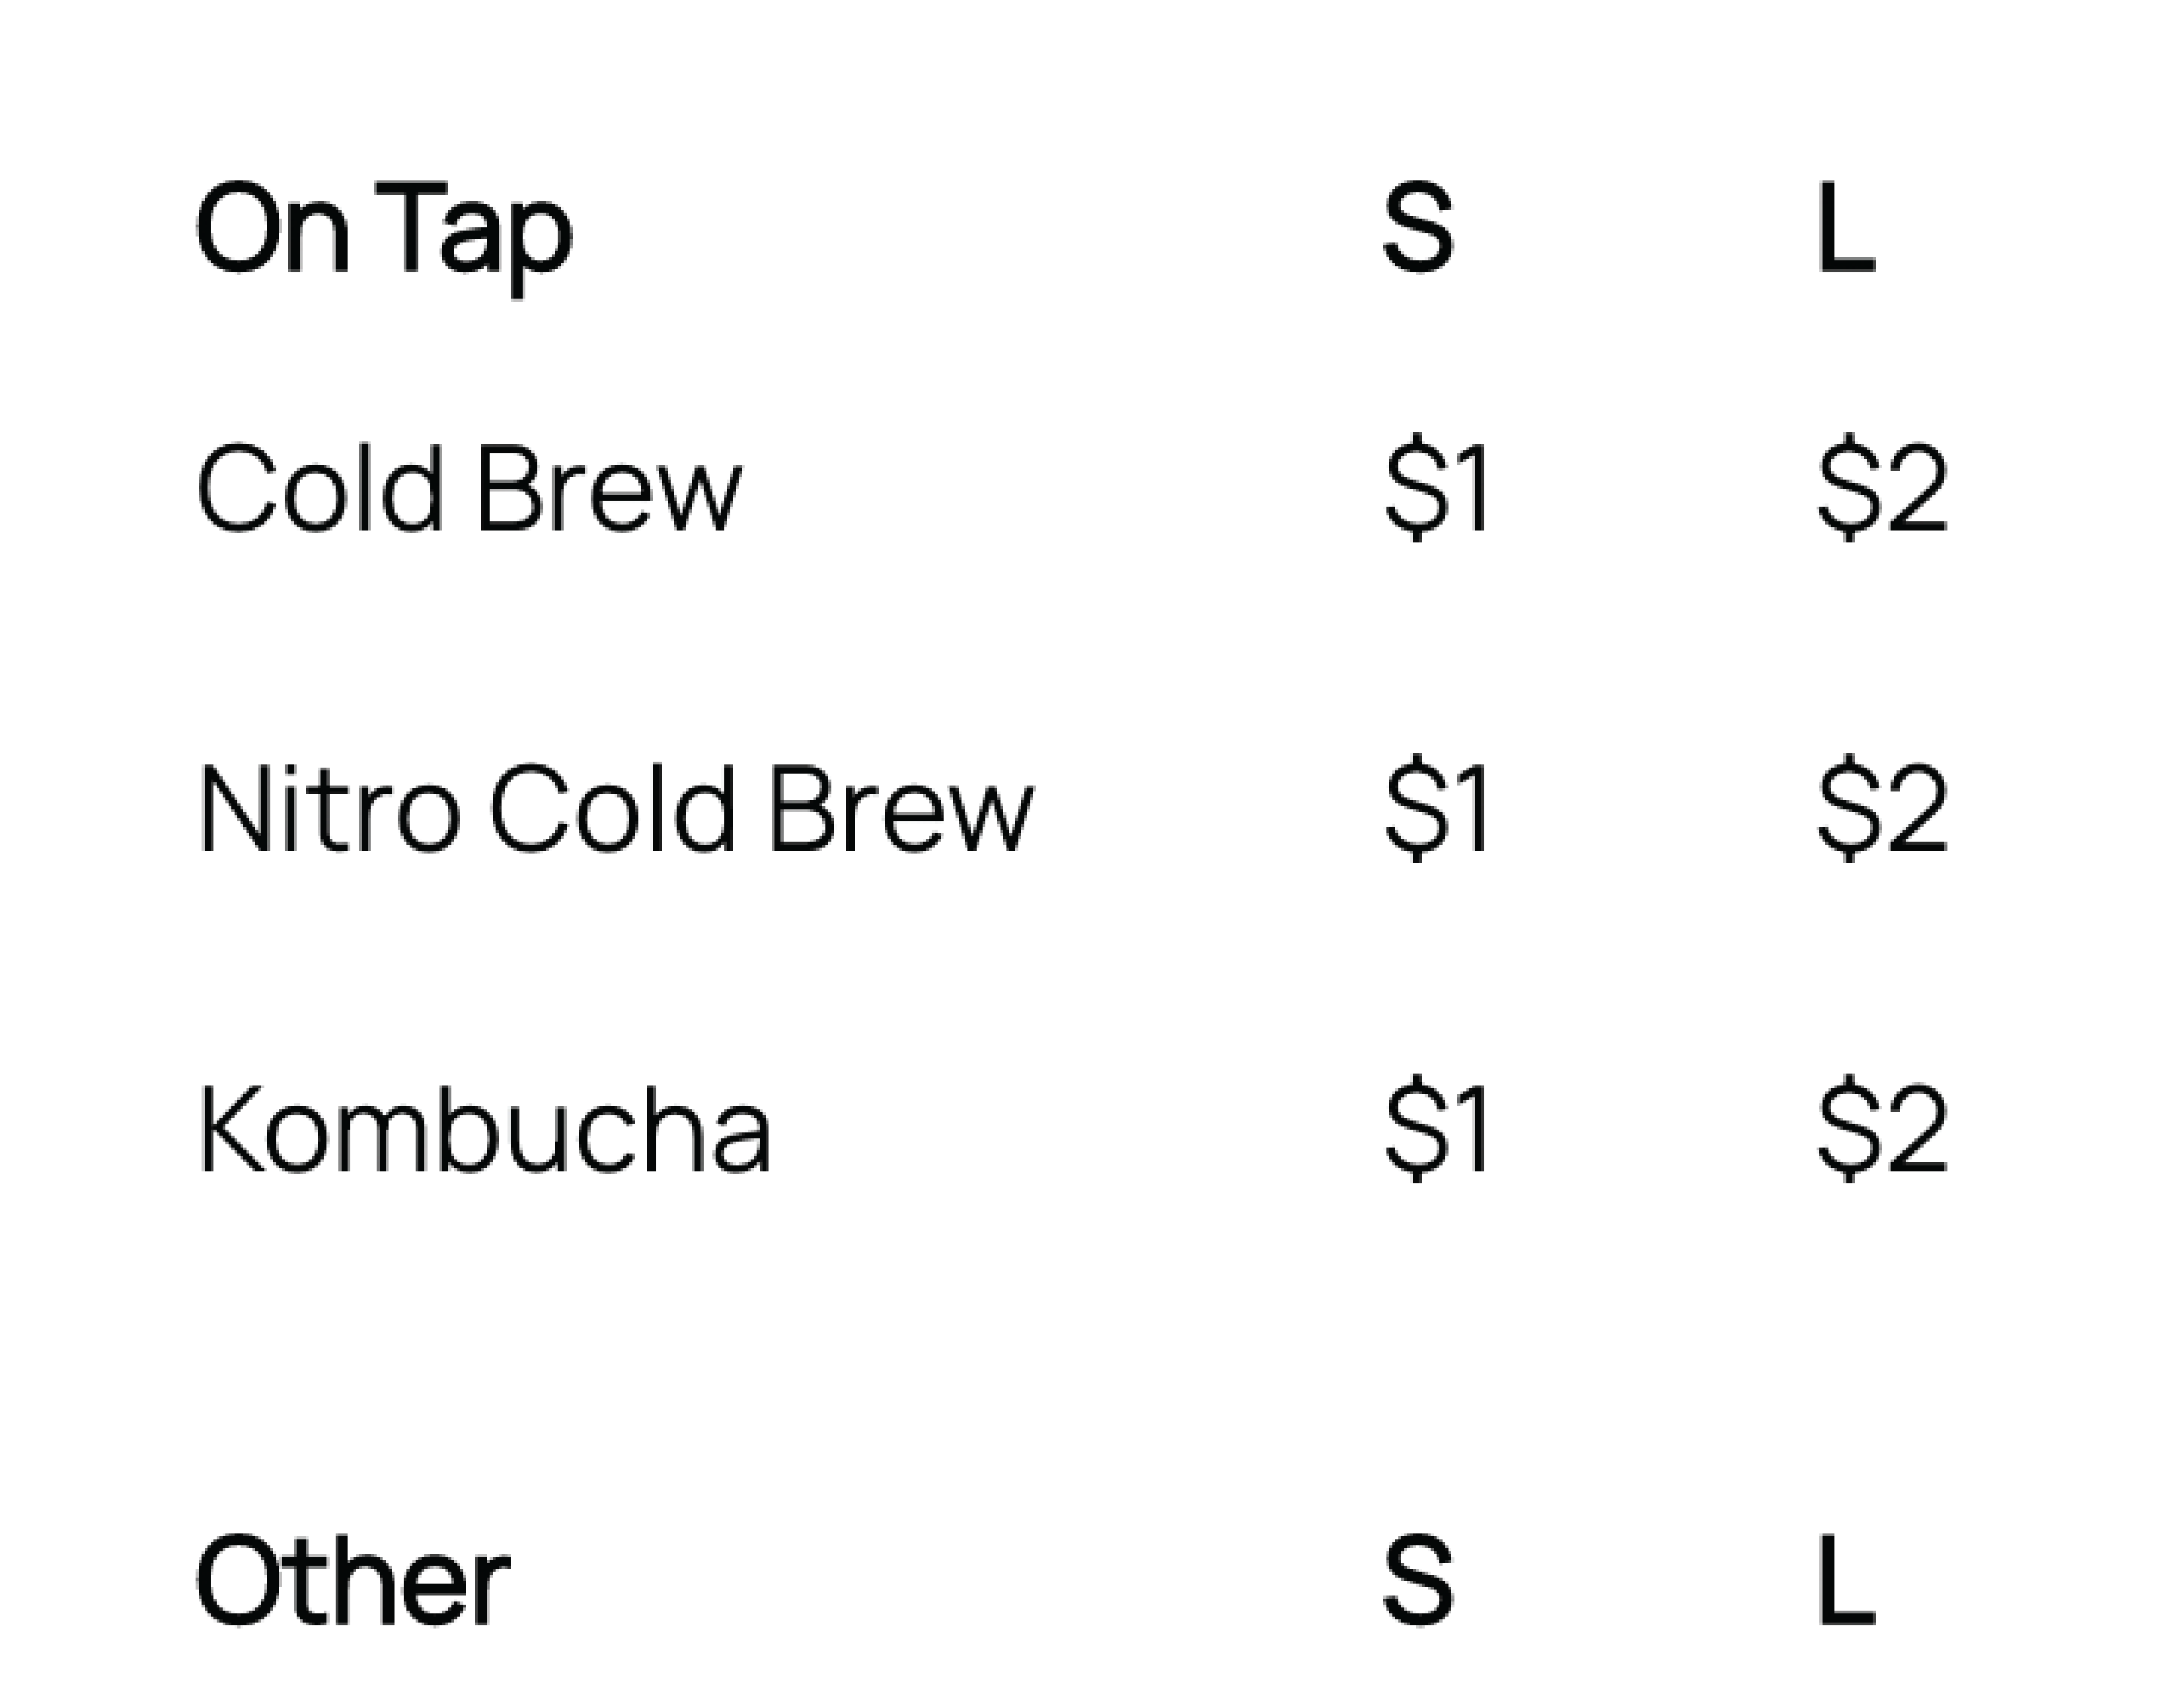 On Tap S L
Cold Brew $1 $2
Nitro Cold Brew $1 $2
Kombucha $1 $2
Other S L